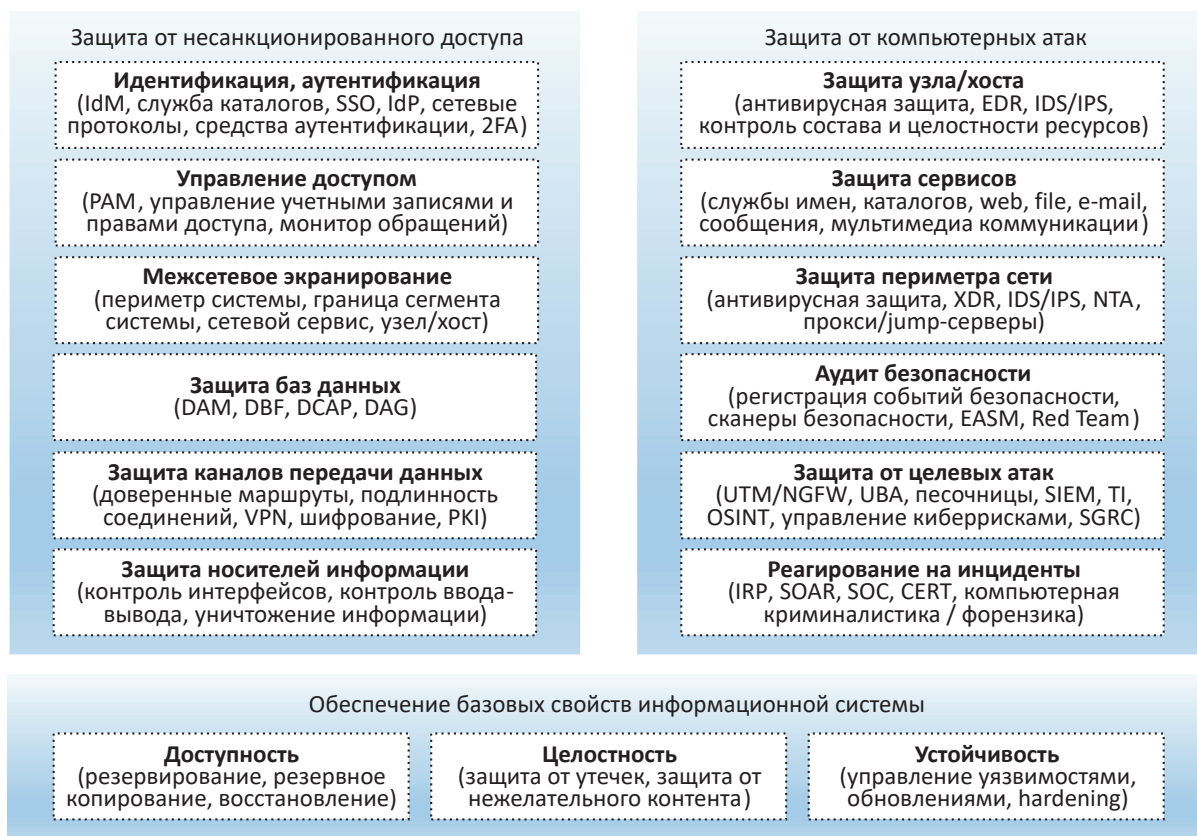 Защита от несанкционированного доступа
Идентификация, аутентификация
(IdM, служба каталогов, SSO, IdP, сетевые
протоколы, средства аутентификации, 2FA)
Управление доступом
(PAM, управление учетными записями и
правами доступа, монитор обращений)
Межсетевое экранирование
(периметр системы, граница сегмента
системы, сетевой сервис, узел/хост)
Защита баз данных
(DAM, DBF, DCAP, DAG)
Защита каналов передачи данных
(доверенные маршруты, подлинность
соединений, VPN, шифрование, PKI)
Защита носителей информации
(контроль интерфейсов, контроль ввода-
вывода, уничтожение информации)
Защита от компьютерных атак
Защита узла/хоста
(антивирусная защита, EDR, IDS/IPS,
контроль состава и целостности ресурсов)
Защита сервисов
(службы имен, каталогов, web, file, e-mail,
сообщения, мультимедиа коммуникации)
Защита периметра сети
(антивирусная защита, XDR, IDS/IPS, NTA,
прокси/jump-серверы)
Аудит безопасности
(регистрация событий безопасности,
сканеры безопасности, EASM, Red Team)
Защита от целевых атак
(UTM/NGFW, UBA, песочницы, SIEM, TI,
OSINT, управление киберрисками, SGRC)
Реагирование на инциденты
(IRP, SOAR, SOC, CERT, компьютерная
криминалистика / форензика)
Обеспечение базовых свойств информационной системы
Доступность
(резервирование, резервное
копирование, восстановление)
Целостность
(защита от утечек, защита от
нежелательного контента)
Устойчивость
(управление уязвимостями,
обновлениями, hardening)